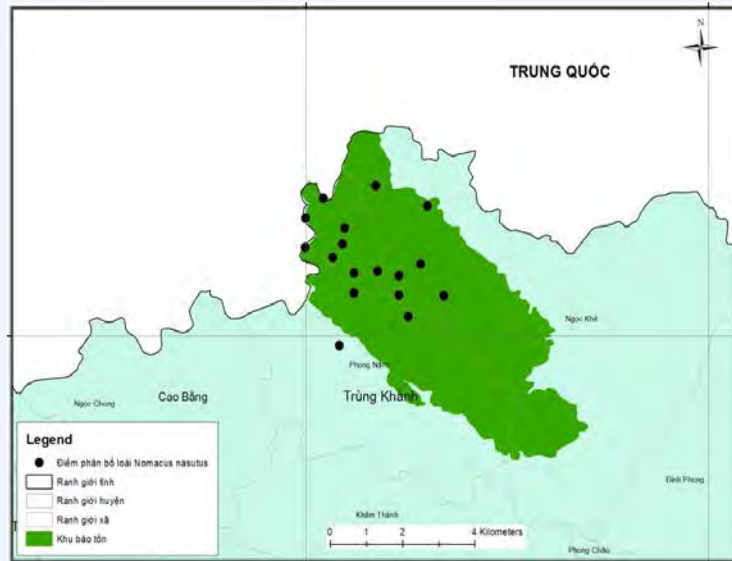 N
TRUNG QUỐC
Ngọc Khê
Phong Nậm
Ngọc Chung
Cao Bằng
Trùng Khánh
Legend
Điểm phân bố loài Nomacus nasutus
Ranh giới tỉnh
Ranh giới huyện
Ranh giới xã
Khu bảo tồn
Đình Phong
Khâm Thành
0 1 2 4 Kilometers
Phong Châu